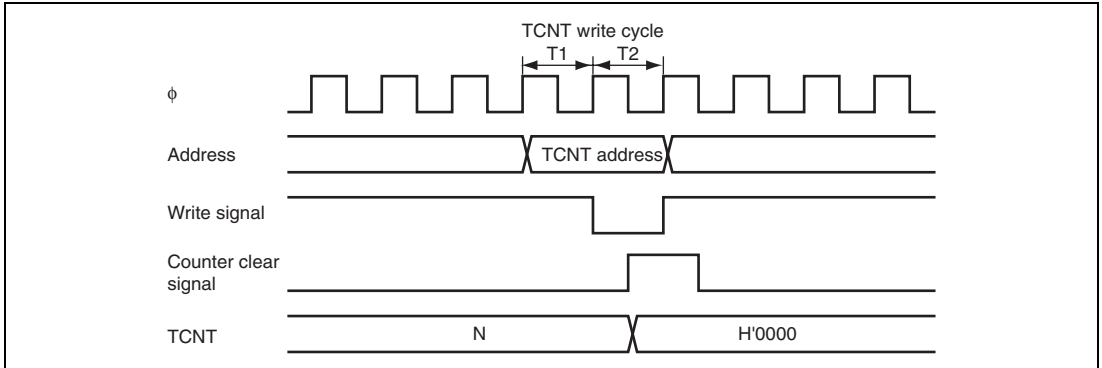 TCNT write cycle
T1 T2
ϕ
Address
TCNT address
Write signal
Counter clear
signal
TCNT
N
H'0000